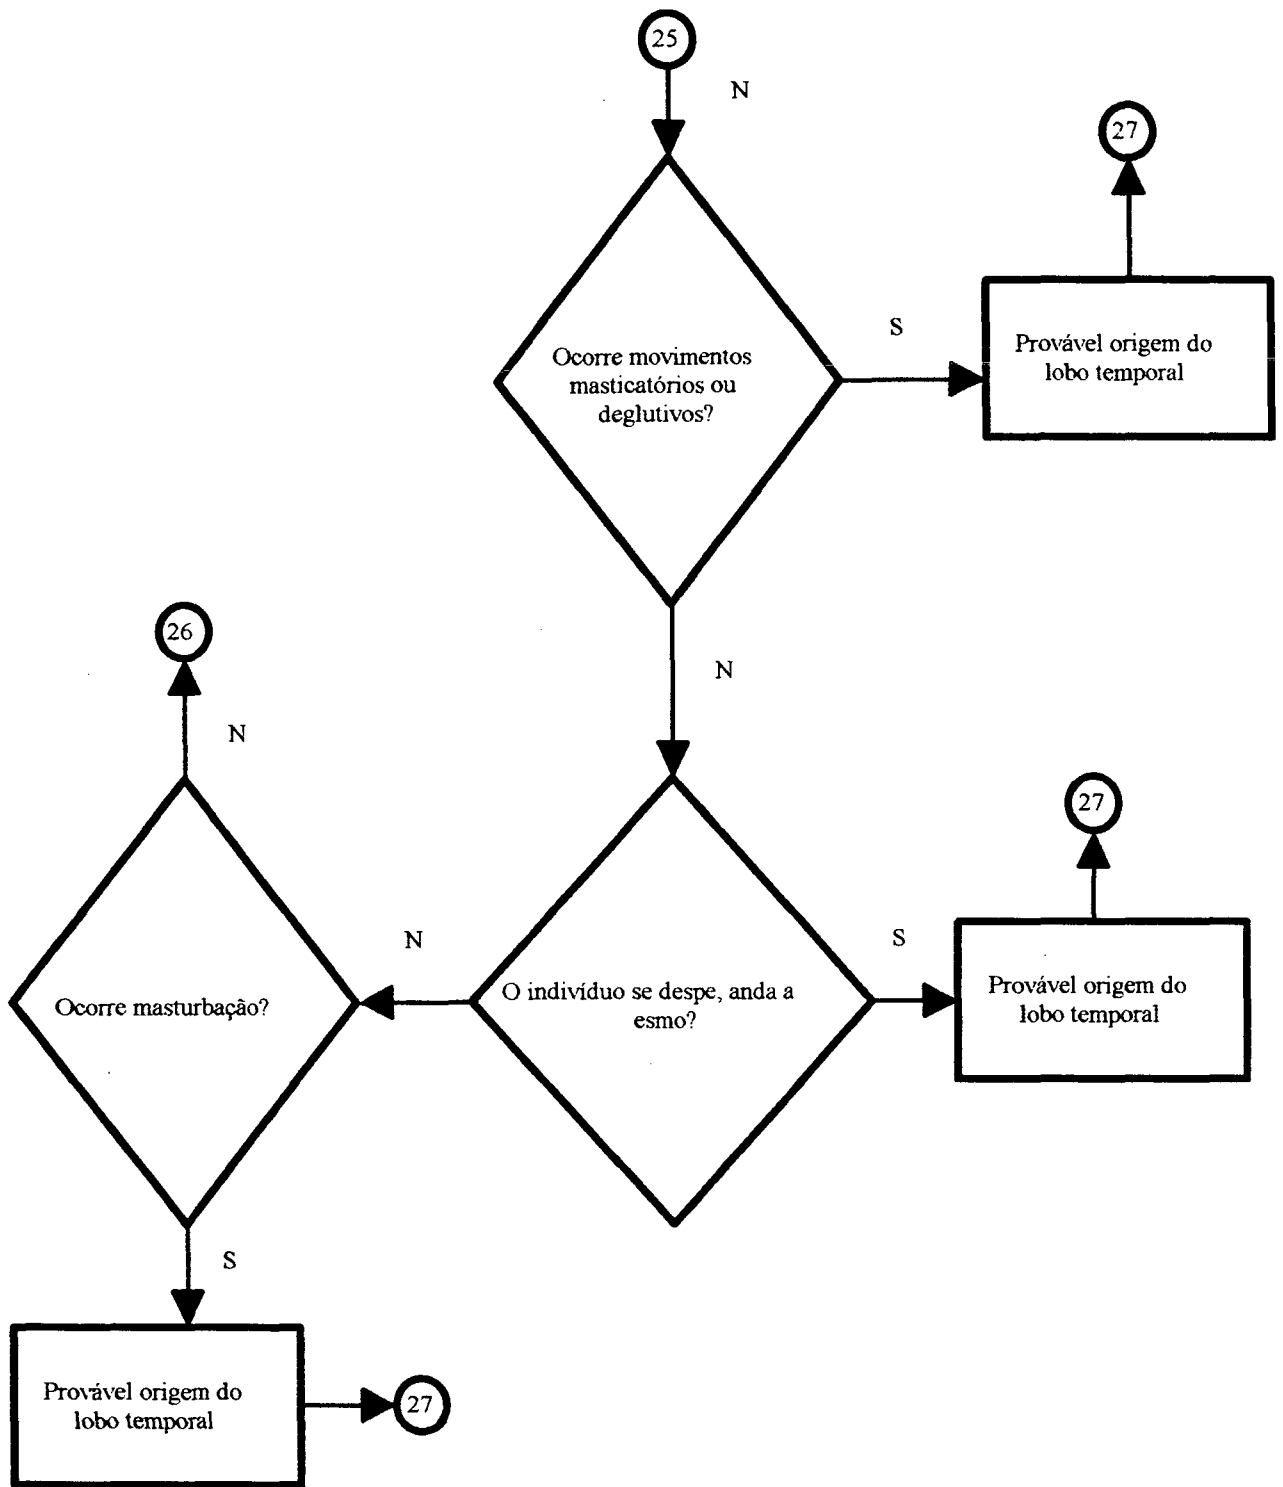 25
N
27
S
Ocorre movimentos
masticatórios ou
deglutivos?
Provável origem do
lobo temporal
N
26
N
27
N
S
Ocorre masturbação?
O indivíduo se despe, anda a
esmo?
Provável origem do
lobo temporal
S
Provável origem do
lobo temporal
27